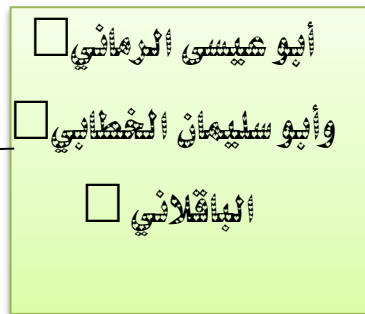 أبو عيسى الرماني
وأبو سليمان الخطابي
الباقلاني